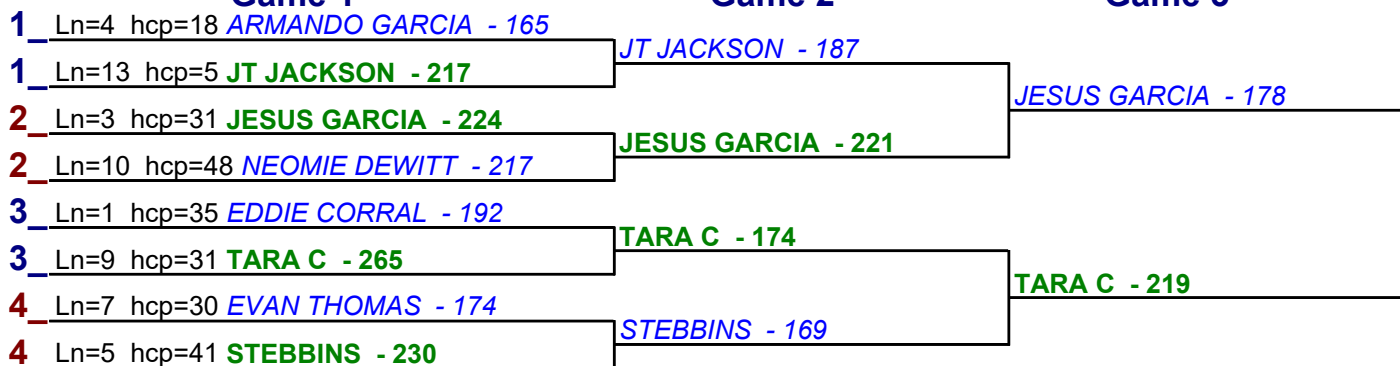 1_ Ln=4 hcp=18 ARMANDO GARCIA - 165
1_ Ln=13 hcp=5 JT JACKSON - 217
2_ Ln=3 hcp=31 JESUS GARCIA - 224
2_ Ln=10 hcp=48 NEOMIE DEWITT - 217
3_ Ln=1 hcp=35 EDDIE CORRAL - 192
3_ Ln=9 hcp=31 TARA C - 265
4_ Ln=7 hcp=30 EVAN THOMAS - 174
4 Ln=5 hcp=41 STEBBINS - 230
JT JACKSON - 187
JESUS GARCIA - 221
TARA C - 174
STEBBINS - 169
JESUS GARCIA - 178
TARA C - 219